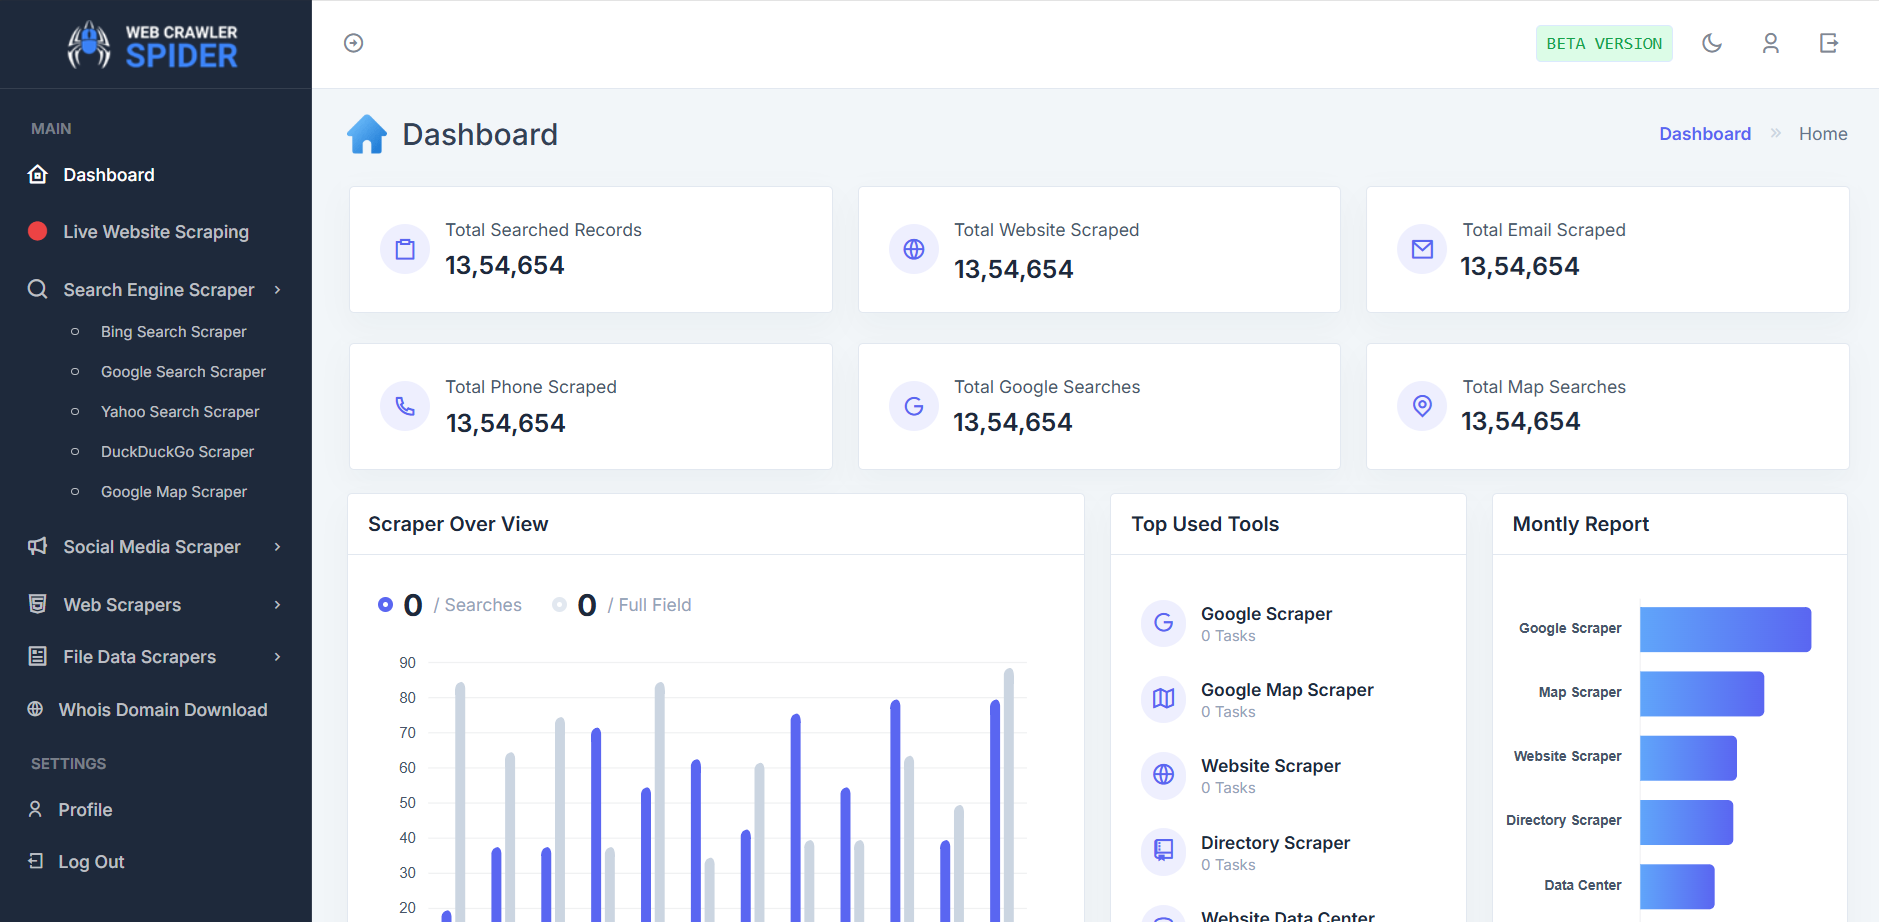 WEB CRAWLER
SPIDER
MAIN
Dashboard
Live Website Scraping
Search Engine Scraper
Bing Search Scraper
Google Search Scraper
Yahoo Search Scraper
DuckDuckGo Scraper
Google Map Scraper
Social Media Scraper
Web Scrapers
File Data Scrapers
Whois Domain Download
SETTINGS
Profile
Log Out
BETA VERSION
Dashboard
Dashboard » Home
Total Searched Records
13,54,654
Total Website Scraped
13,54,654
Total Email Scraped
13,54,654
Total Phone Scraped
13,54,654
Total Google Searches
13,54,654
Total Map Searches
13,54,654
Scraper Over View
0 / Searches 0 / Full Field
90
80
70
60
50
40
30
20
Top Used Tools
Google Scraper
0 Tasks
Google Map Scraper
0 Tasks
Website Scraper
0 Tasks
Directory Scraper
0 Tasks
Website Data Center
Montly Report
Google Scraper
Map Scraper
Website Scraper
Directory Scraper
Data Center